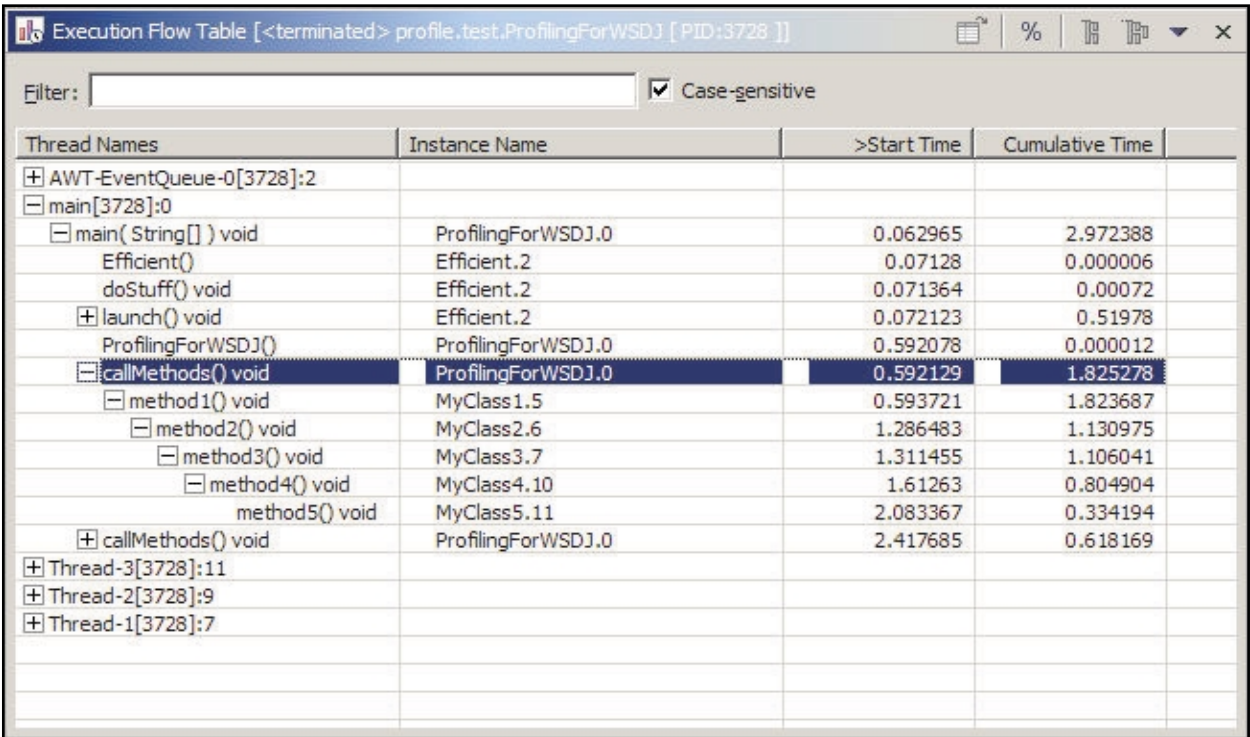 Execution Flow Table [<terminated> profile.test.ProfilingForWSDJ [ PID:3728 ]]
%
Filter:
Case-sensitive
Thread Names Instance Name >Start Time Cumulative Time
AWT-EventQueue-0[3728]:2
main[3728]:0
main( String[] ) void ProfilingForWSDJ.0 0.062965 2.972388
Efficient() Efficient.2 0.07128 0.000006
doStuff() void Efficient.2 0.071364 0.00072
launch() void Efficient.2 0.072123 0.51978
ProfilingForWSDJ() ProfilingForWSDJ.0 0.592078 0.000012
callMethods() void ProfilingForWSDJ.0 0.592129 1.825278
method1() void MyClass1.5 0.593721 1.823687
method2() void MyClass2.6 1.286483 1.130975
method3() void MyClass3.7 1.311455 1.106041
method4() void MyClass4.10 1.61263 0.804904
method5() void MyClass5.11 2.083367 0.334194
callMethods() void ProfilingForWSDJ.0 2.417685 0.618169
Thread-3[3728]:11
Thread-2[3728]:9
Thread-1[3728]:7